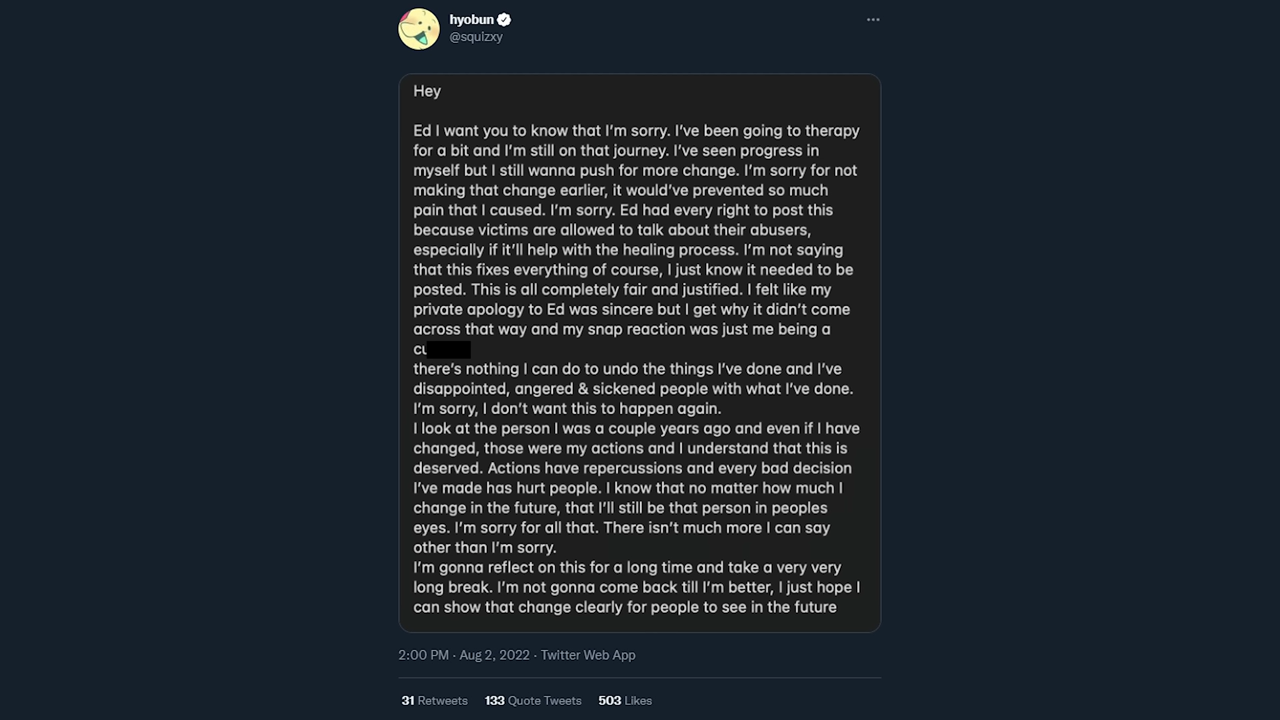 hyobun
@squizxy
Hey
Ed I want you to know that I'm sorry. I've been going to therapy
for a bit and I'm still on that journey. I've seen progress in
myself but I still wanna push for more change. I'm sorry for not
making that change earlier, it would've prevented so much
pain that I caused. I'm sorry. Ed had every right to post this
because victims are allowed to talk about their abusers,
especially if it'll help with the healing process. I'm not saying
that this fixes everything of course, I just know it needed to be
posted. This is all completely fair and justified. I felt like my
private apology to Ed was sincere but I get why it didn't come
across that way and my snap reaction was just me being a
cu
there's nothing I can do to undo the things I've done and I've
disappointed, angered & sickened people with what I've done.
I'm sorry, I don't want this to happen again.
I look at the person I was a couple years ago and even if I have
changed, those were my actions and I understand that this is
deserved. Actions have repercussions and every bad decision
I've made has hurt people. I know that no matter how much I
change in the future, that I'll still be that person in peoples
eyes. I'm sorry for all that. There isn't much more I can say
other than I'm sorry.
I'm gonna reflect on this for a long time and take a very very
long break. I'm not gonna come back till I'm better, I just hope I
can show that change clearly for people to see in the future
2:00 PM · Aug 2, 2022 · Twitter Web App
31 Retweets 133 Quote Tweets 503 Likes